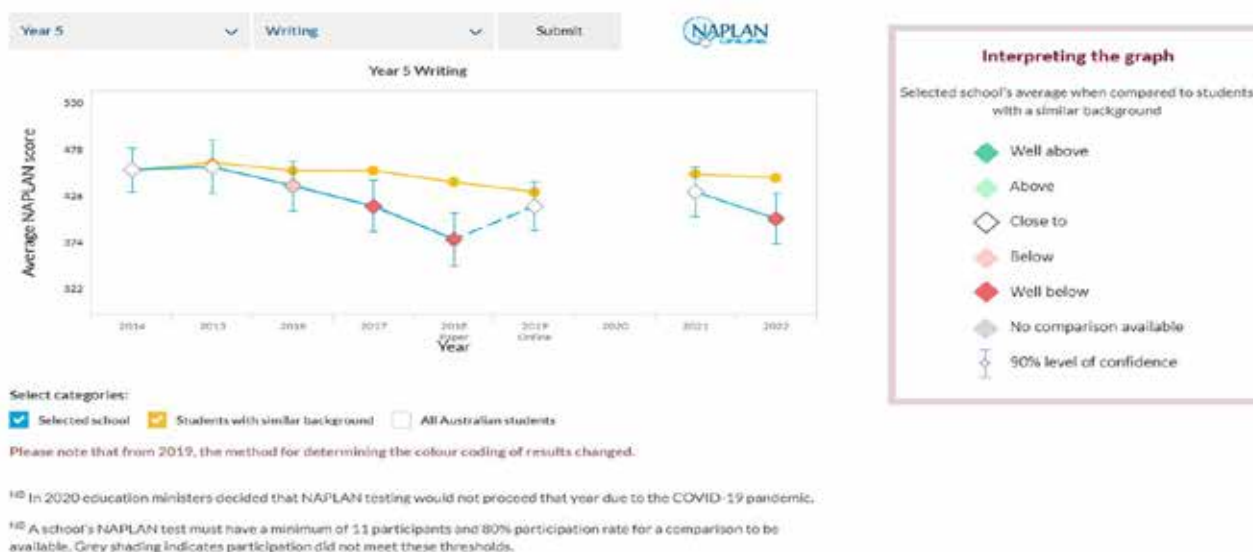 Year 5
Writing
Submit
NAPLAN
ONLINE
Year 5 Writing
Average NAPLAN score
530
478
426
374
322
2014
2015
2016
2017
2018
Paper
2019
Online
2020
2021
2022
Year
Select categories:
Selected school
Students with similar background
All Australian students
Please note that from 2019, the method for determining the colour coding of results changed.
In 2020 education ministers decided that NAPLAN testing would not proceed that year due to the COVID-19 pandemic.
A school's NAPLAN test must have a minimum of 11 participants and 80% participation rate for a comparison to be
available. Grey shading indicates participation did not meet these thresholds.
Interpreting the graph
Selected school's average when compared to students
with a similar background
Well above
Above
Close to
Below
Well below
No comparison available
90% level of confidence